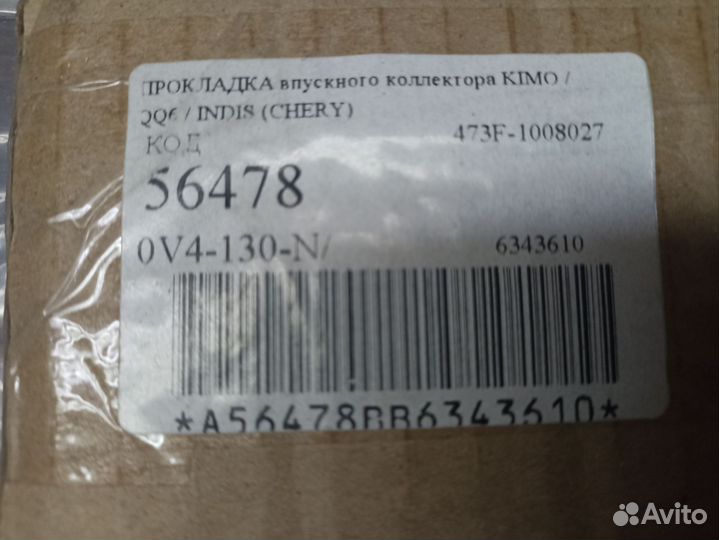 ПРОКЛАДКА впускного коллектора KIMO /
QQ6 / INDIS (CHERY)
КОД 473F-1008027
56478
0V4-130-N/ 6343610
*A56478BB6343610*
Avito